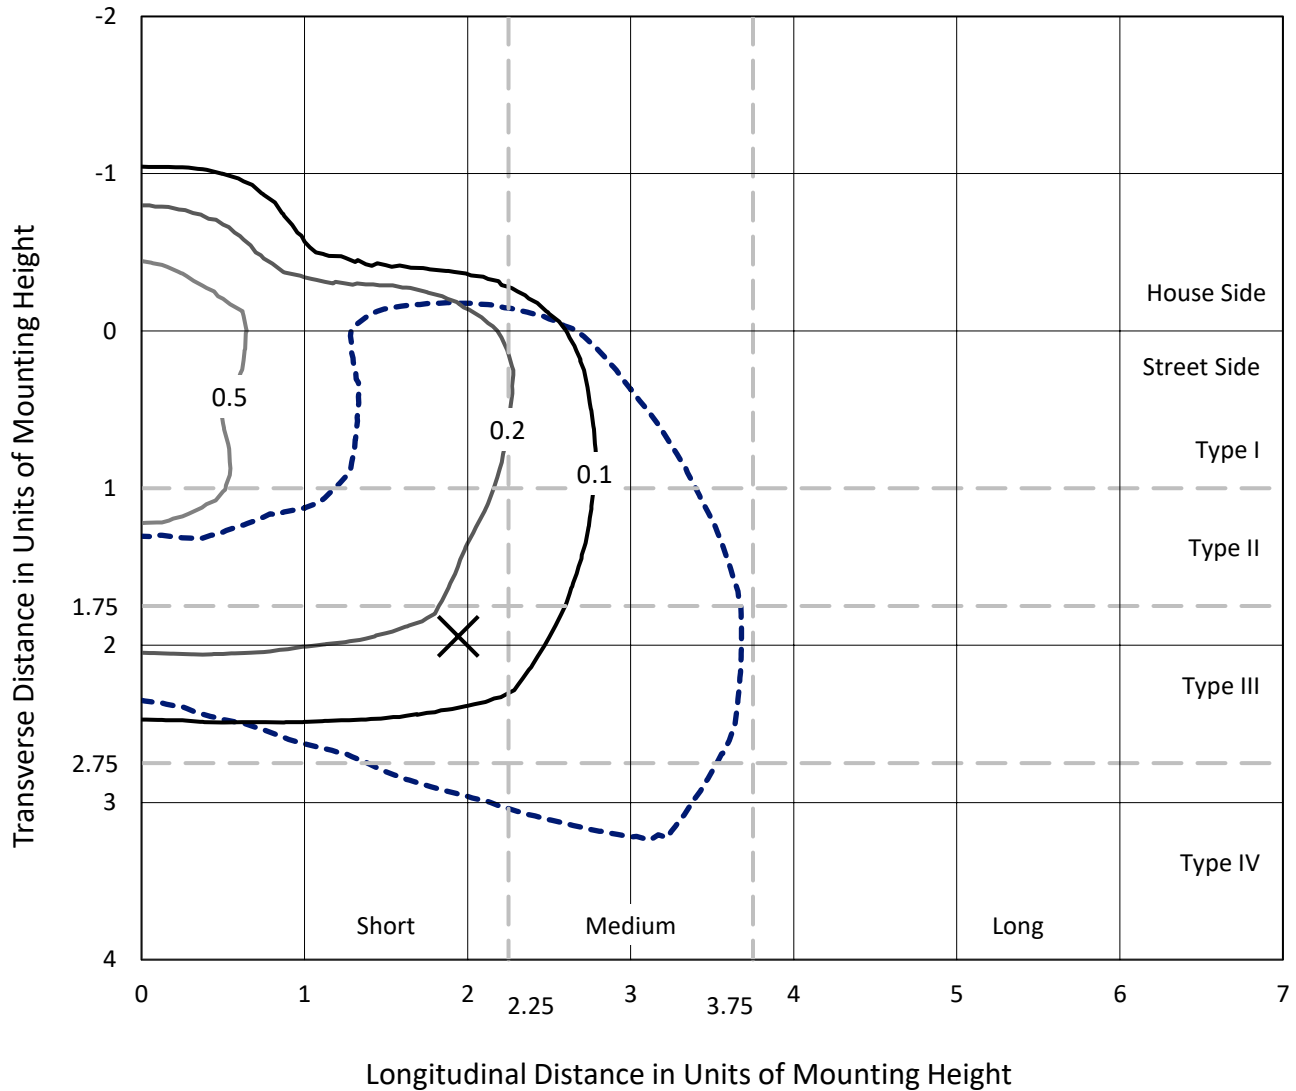 -2
-1
House Side
0
Street Side
0.5
0.2
Type I
0.1
1
Type II
1.75
2
Type III
2.75
3
Type IV
Short
Medium
Long
4
0
1
2
2.25
3
3.75
4
5
6
7
Transverse Distance in Units of Mounting Height
Longitudinal Distance in Units of Mounting Height